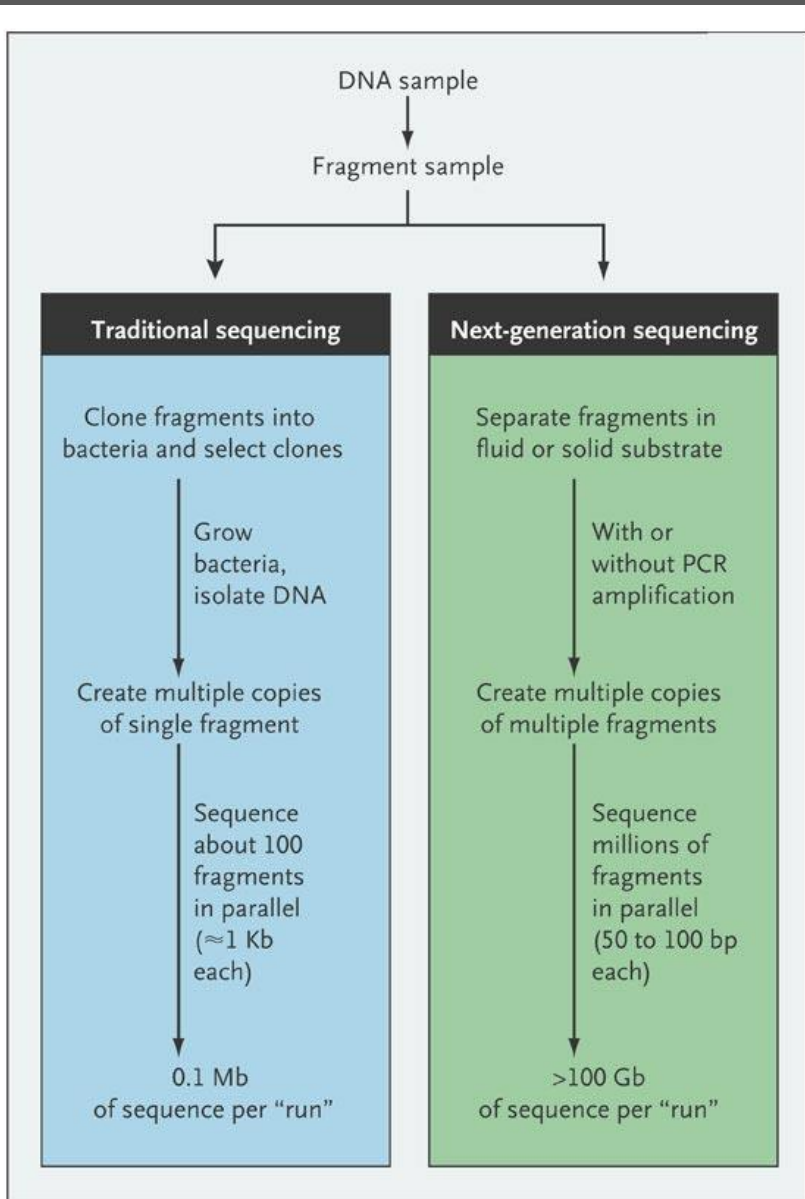 DNA sample
Fragment sample
Traditional sequencing
Clone fragments into
bacteria and select clones
Grow
bacteria,
isolate DNA
Create multiple copies
of single fragment
Sequence
about 100
fragments
in parallel
(≈1 Kb
each)
0.1 Mb
of sequence per “run”
Next-generation sequencing
Separate fragments in
fluid or solid substrate
With or
without PCR
amplification
Create multiple copies
of multiple fragments
Sequence
millions of
fragments
in parallel
(50 to 100 bp
each)
>100 Gb
of sequence per “run”